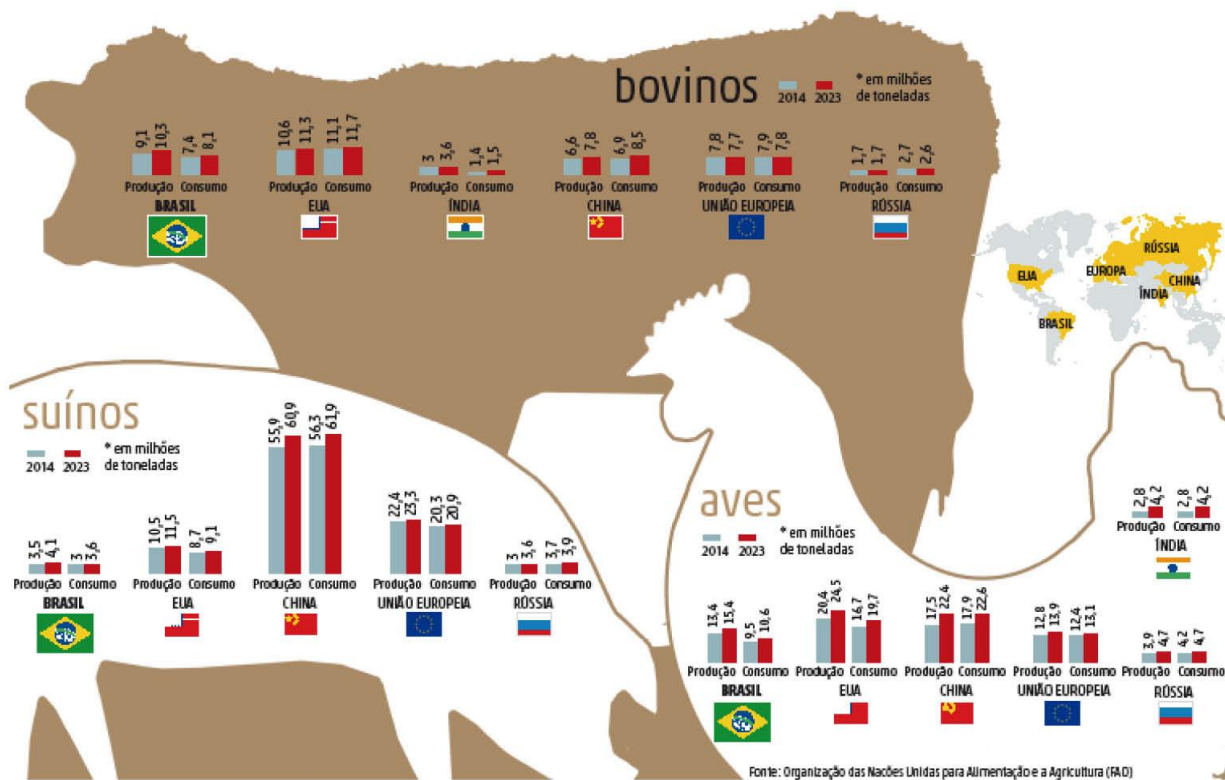 bovinos
2014 2023
* em milhões
de toneladas
9,1 10,3 7,4 8,1
Produção Consumo
BRASIL
10,6 11,3 11,1 11,7
Produção Consumo
EUA
3 3,6 1,4 1,5
Produção Consumo
ÍNDIA
6,6 7,8 6,9 8,5
Produção Consumo
CHINA
7,8 7,7 7,9 7,8
Produção Consumo
UNIÃO EUROPEIA
1,7 1,7 2,7 2,6
Produção Consumo
RÚSSIA
RÚSSIA
EUA
EUROPA
CHINA
ÍNDIA
BRASIL
suínos
2014 2023
* em milhões
de toneladas
3,5 4,1 3 3,6
Produção Consumo
BRASIL
10,5 11,5 8,7 9,1
Produção Consumo
EUA
55,9 60,9 56,3 61,9
Produção Consumo
CHINA
22,4 23,3 20,3 20,9
Produção Consumo
UNIÃO EUROPEIA
3 3,6 3,7 3,9
Produção Consumo
RÚSSIA
aves
2014 2023
* em milhões
de toneladas
2,8 4,2 2,8 4,2
Produção Consumo
ÍNDIA
13,4 15,4 9,5 10,6
Produção Consumo
BRASIL
20,4 24,5 16,7 19,7
Produção Consumo
EUA
17,5 22,4 17,9 22,6
Produção Consumo
CHINA
12,8 13,9 12,4 13,1
Produção Consumo
UNIÃO EUROPEIA
3,9 4,7 4,2 4,7
Produção Consumo
RÚSSIA
Fonte: Organização das Nacões Unidas para Alimentação e a Agricultura (FAO)